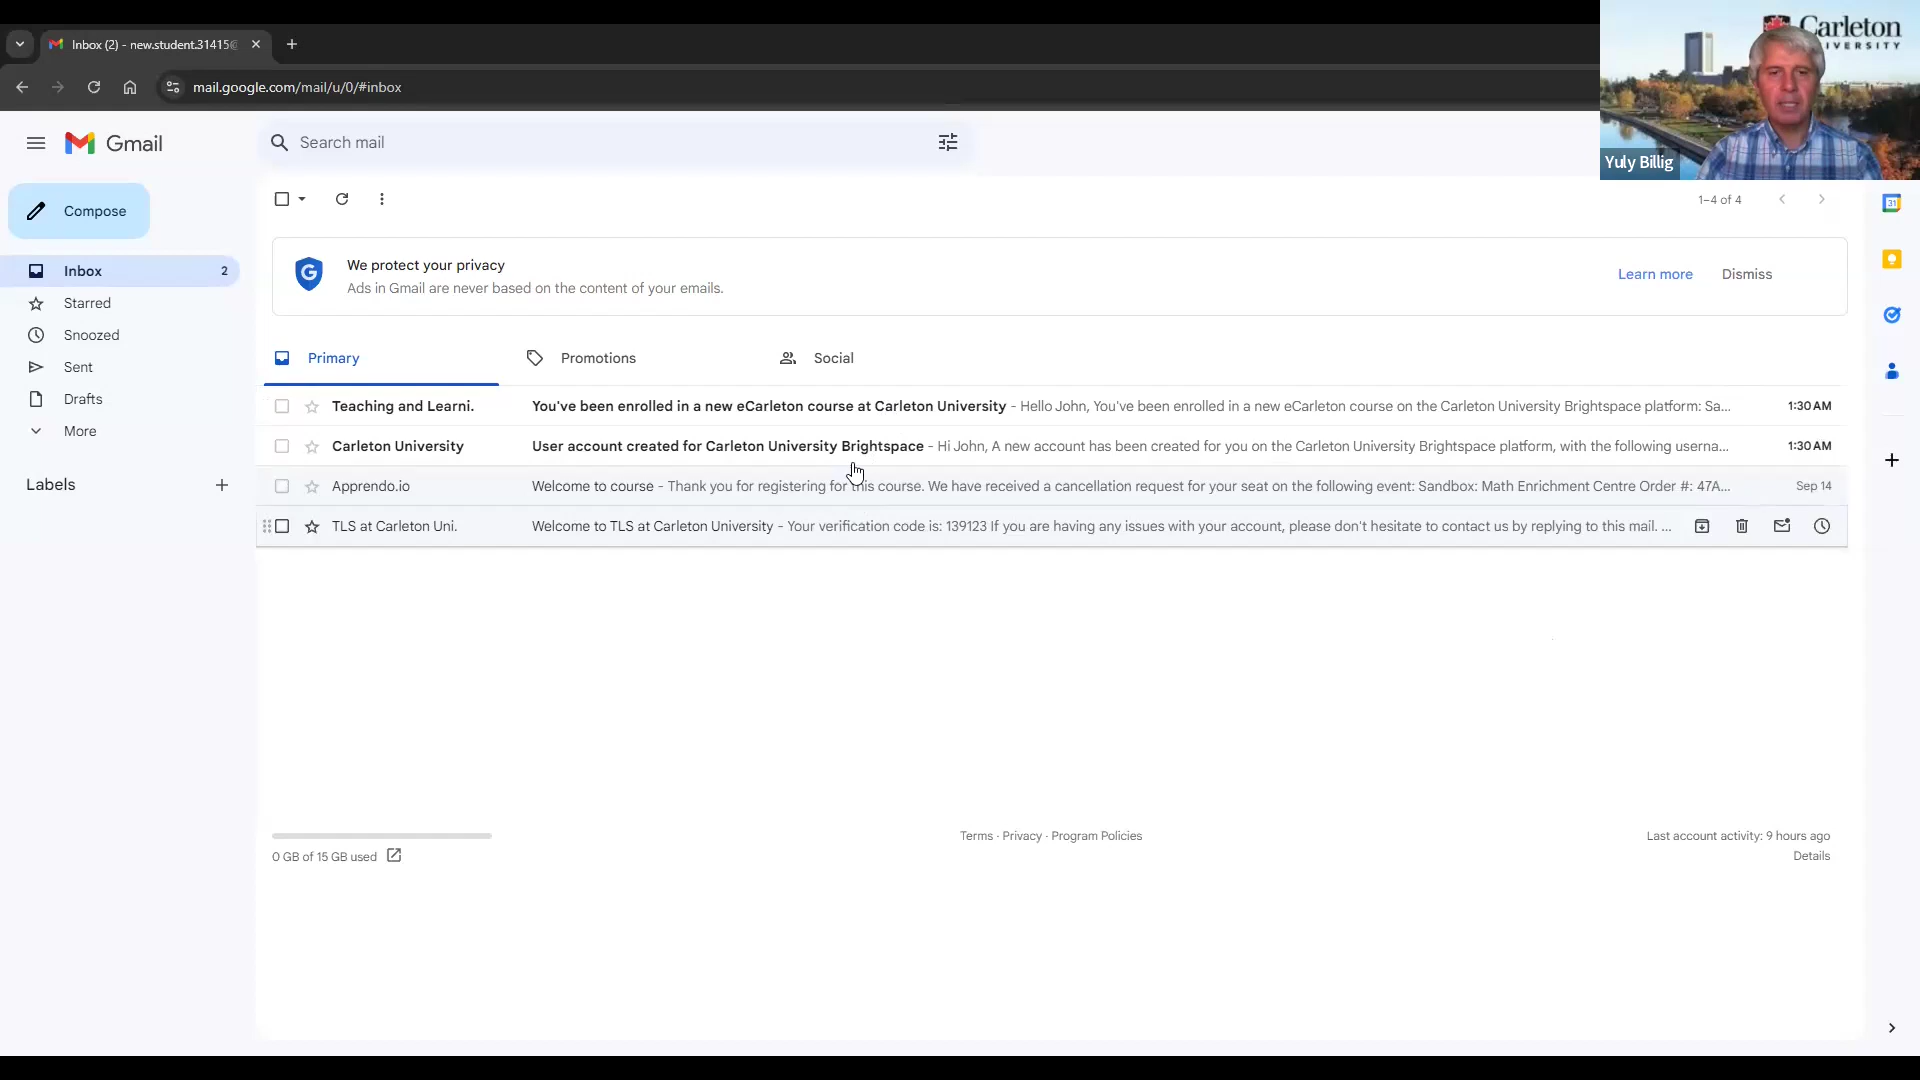 Inbox (2) - new.student.31415@
mail.google.com/mail/u/0/#inbox
Carleton
UNIVERSITY
Yuly Billig
Gmail
Search mail
Compose
1–4 of 4
31
We protect your privacy
Ads in Gmail are never based on the content of your emails.
Learn more
Dismiss
Inbox 2
Starred
Snoozed
Sent
Drafts
More
Labels
Primary
Promotions
Social
Teaching and Learni. You've been enrolled in a new eCarleton course at Carleton University - Hello John, You've been enrolled in a new eCarleton course on the Carleton University Brightspace platform: Sa... 1:30 AM
Carleton University User account created for Carleton University Brightspace - Hi John, A new account has been created for you on the Carleton University Brightspace platform, with the following userna... 1:30 AM
Apprendo.io Welcome to course - Thank you for registering for this course. We have received a cancellation request for your seat on the following event: Sandbox: Math Enrichment Centre Order #: 47A... Sep 14
TLS at Carleton Uni. Welcome to TLS at Carleton University - Your verification code is: 139123 If you are having any issues with your account, please don't hesitate to contact us by replying to this mail. ...
0 GB of 15 GB used
Terms · Privacy · Program Policies
Last account activity: 9 hours ago
Details